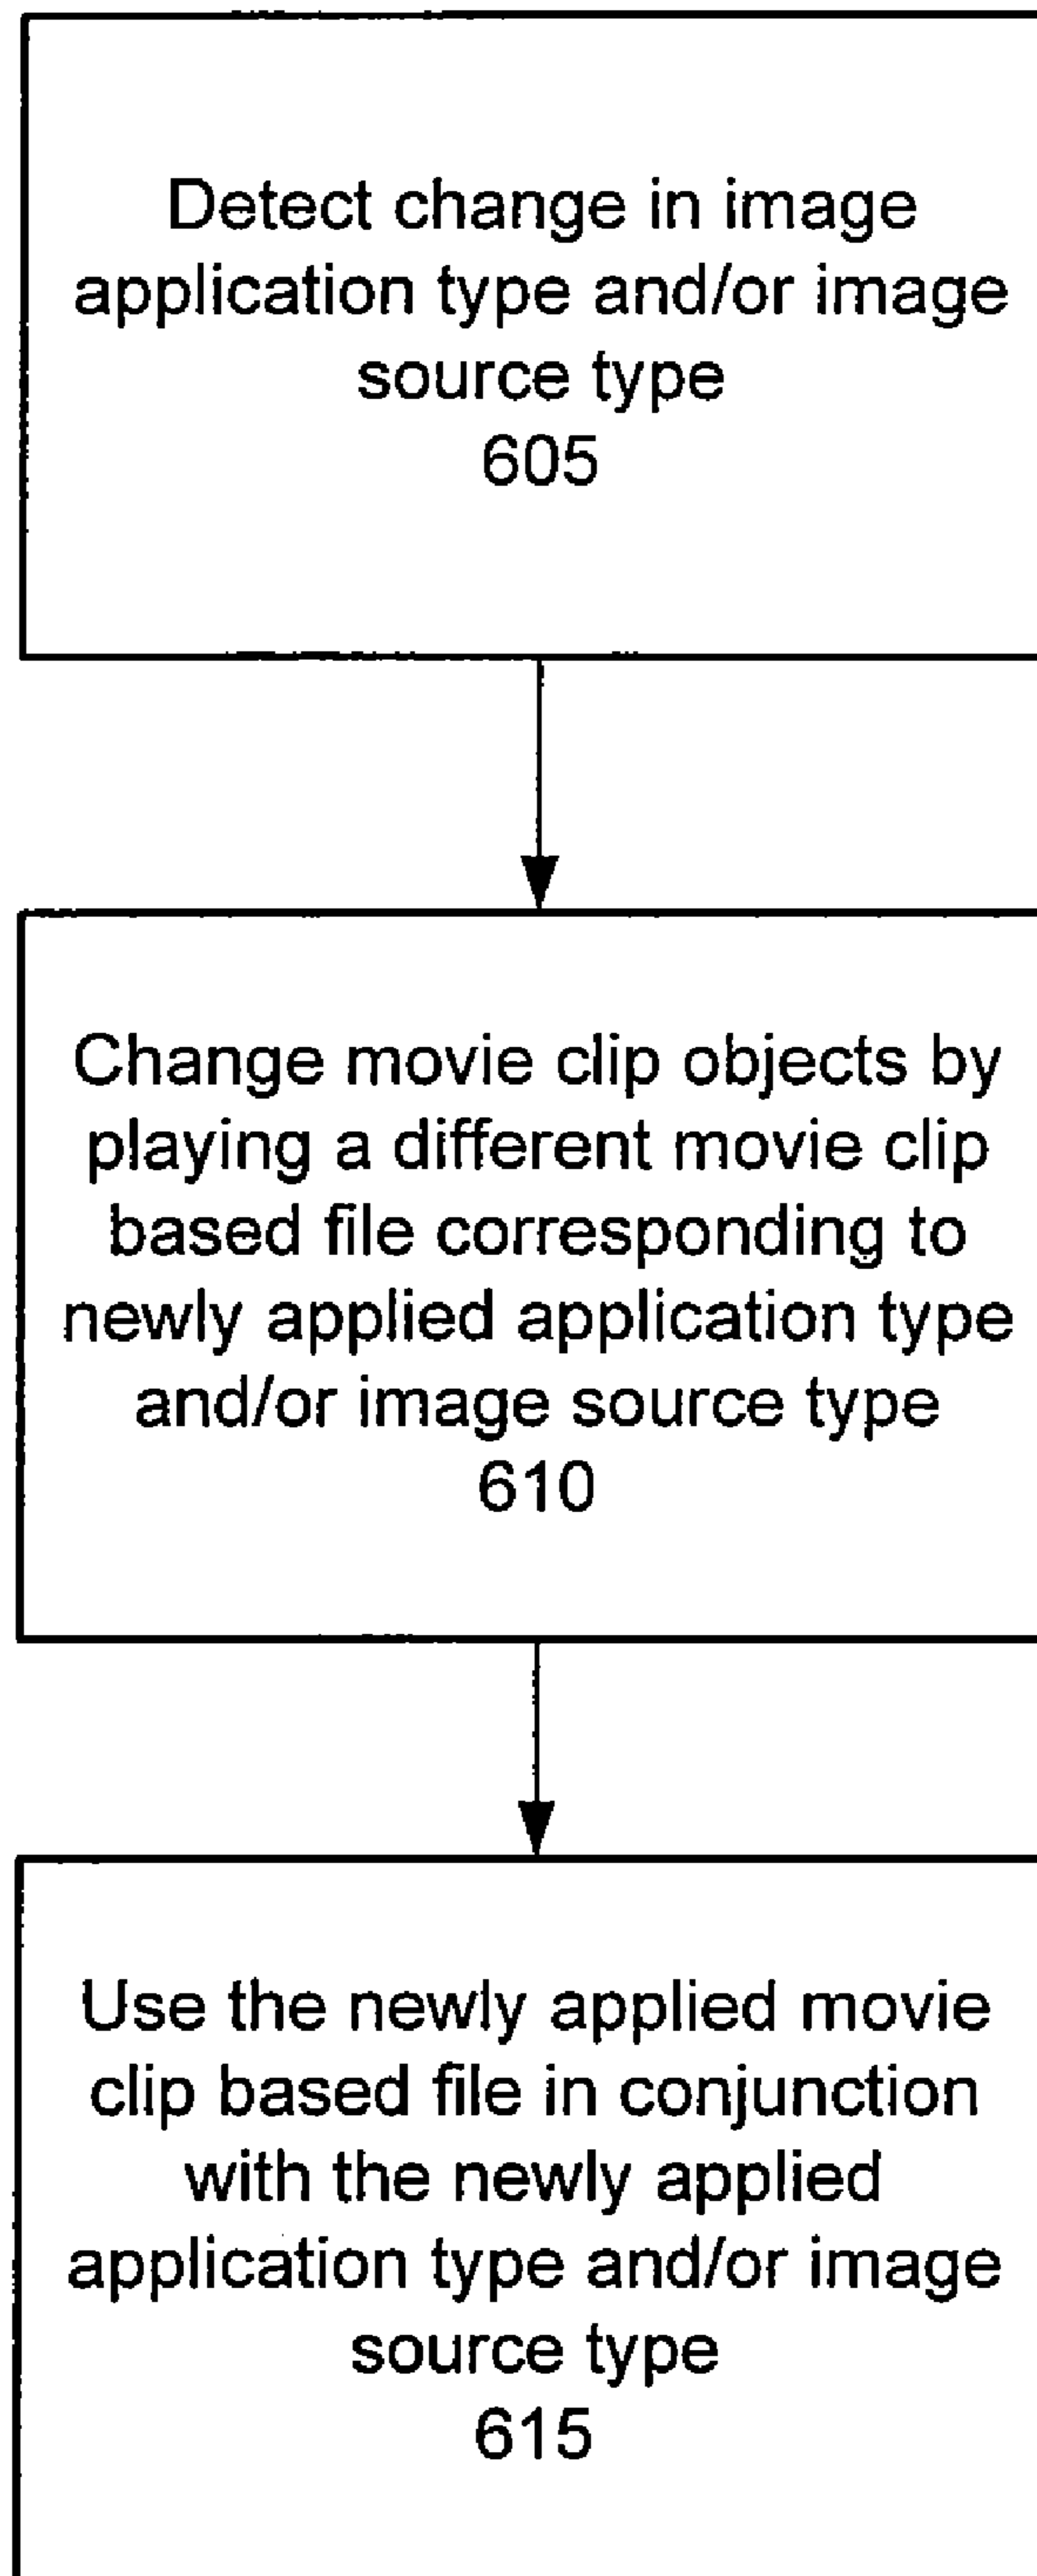 Detect change in image
application type and/or image
source type
605
Change movie clip objects by
playing a different movie clip
based file corresponding to
newly applied application type
and/or image source type
610
Use the newly applied movie
clip based file in conjunction
with the newly applied
application type and/or image
source type
615